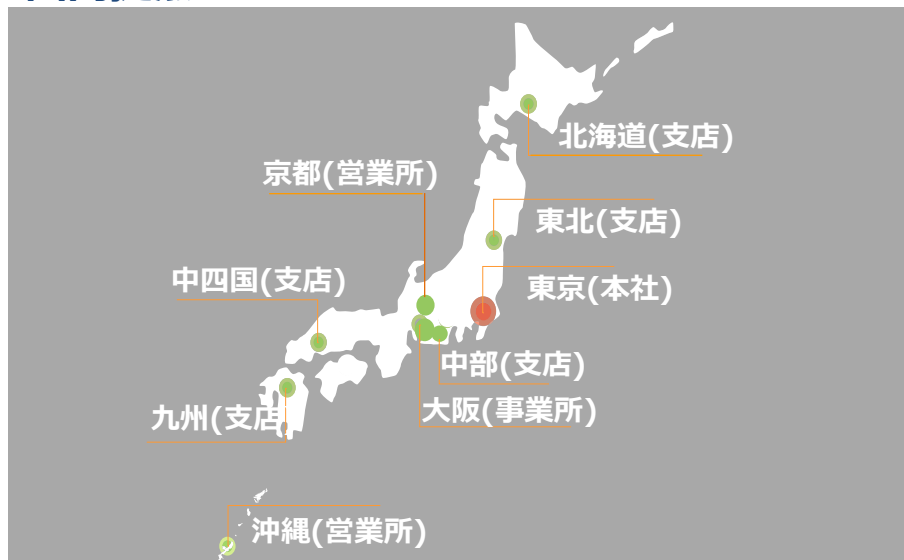 北海道(支店)
京都(営業所)
東北(支店)
中四国(支店)
東京(本社)
中部(支店)
大阪(事業所)
九州(支店
沖縄(営業所)